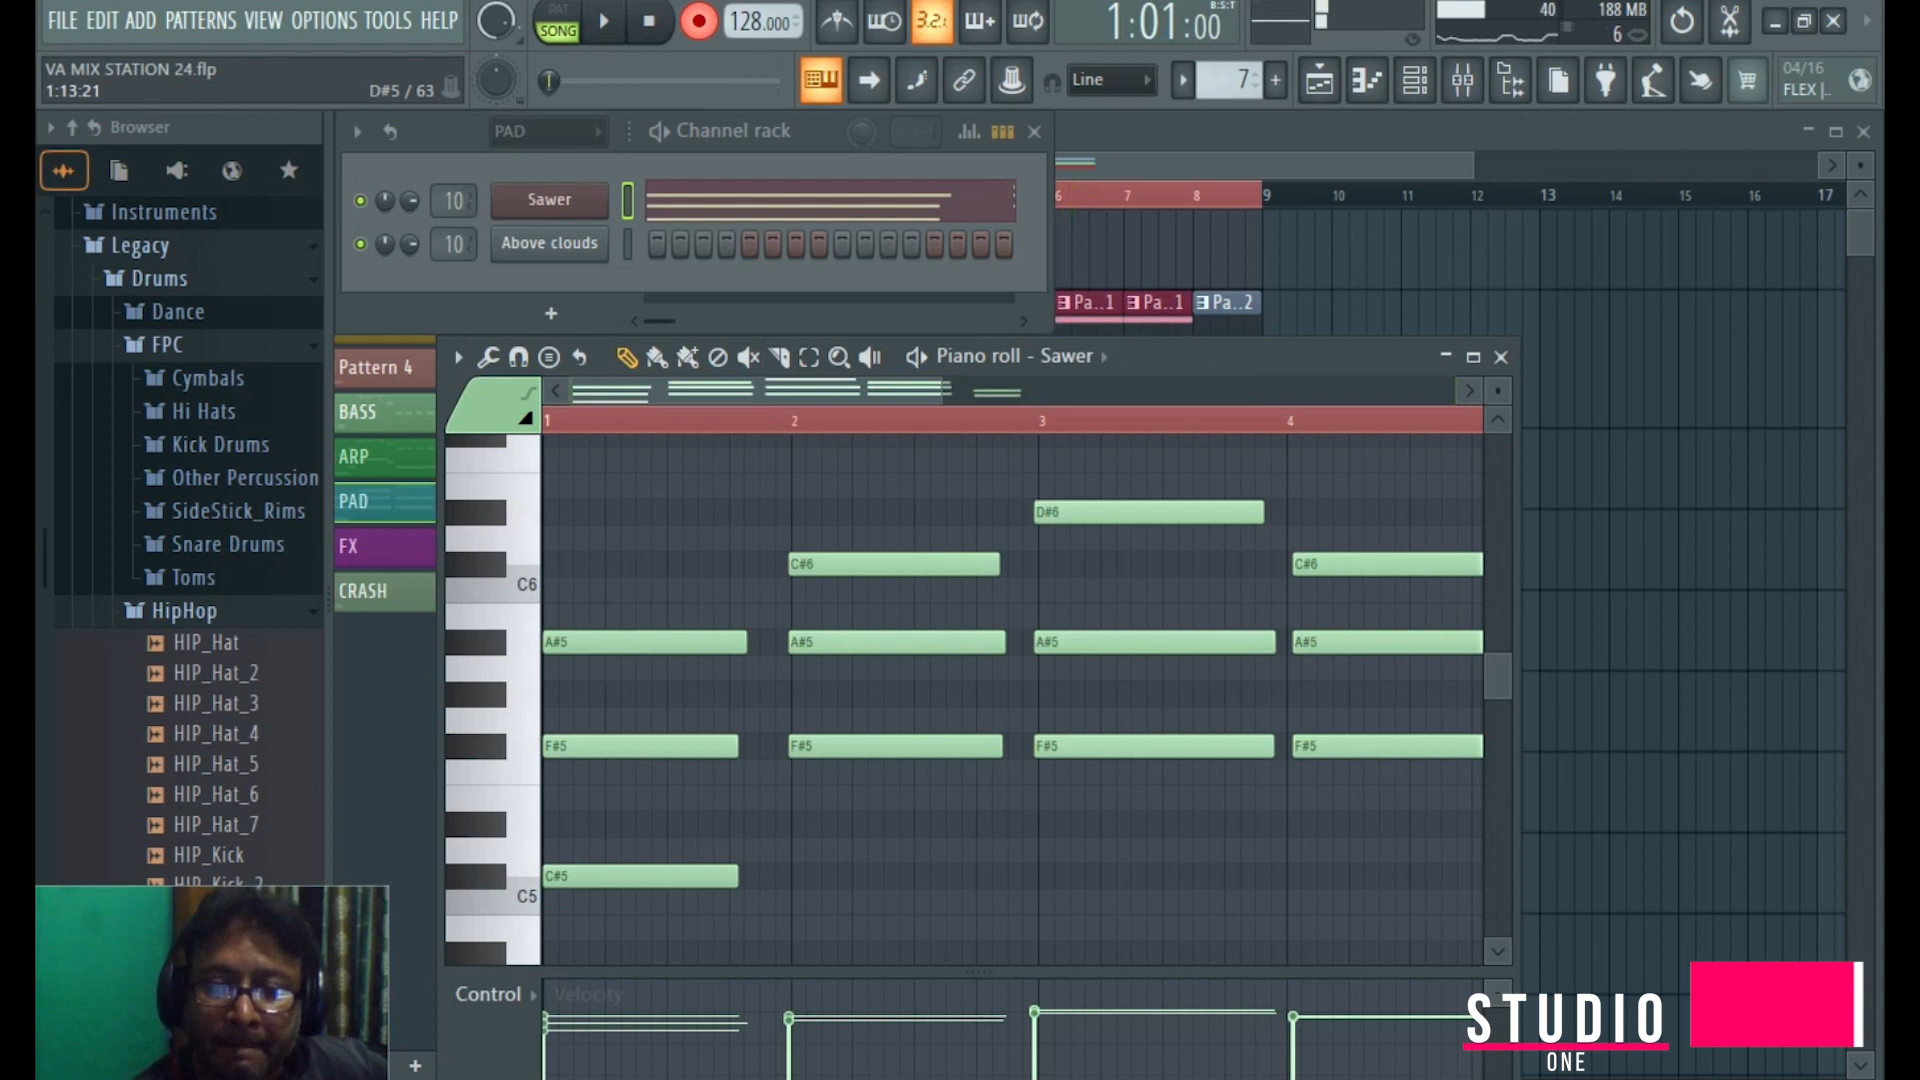 FILE EDIT ADD PATTERNS VIEW OPTIONS TOOLS HELP
PAT
SONG
128.000
3.2.
1:01:00
B:S:T
40
188 MB
6
VA MIX STATION 24.flp
1:13:21
D#5 / 63
Line
7
04/16
FLEX |..
Browser
Instruments
Legacy
Drums
Dance
FPC
Cymbals
Hi Hats
Kick Drums
Other Percussion
SideStick_Rims
Snare Drums
Toms
HipHop
HIP_Hat
HIP_Hat_2
HIP_Hat_3
HIP_Hat_4
HIP_Hat_5
HIP_Hat_6
HIP_Hat_7
HIP_Kick
HIP_Kick_2
PAD
Channel rack
10 Sawer
10 Above clouds
6 7 8 9 10 11 12 13 14 15 16 17
Pa..1 Pa..1 Pa..2
Pattern 4
BASS
ARP
PAD
FX
CRASH
Piano roll - Sawer
1 2 3 4
D#6
C#6 C#6
C6
A#5 A#5 A#5 A#5
F#5 F#5 F#5 F#5
C#5
C5
Control
Velocity
STUDIO
ONE